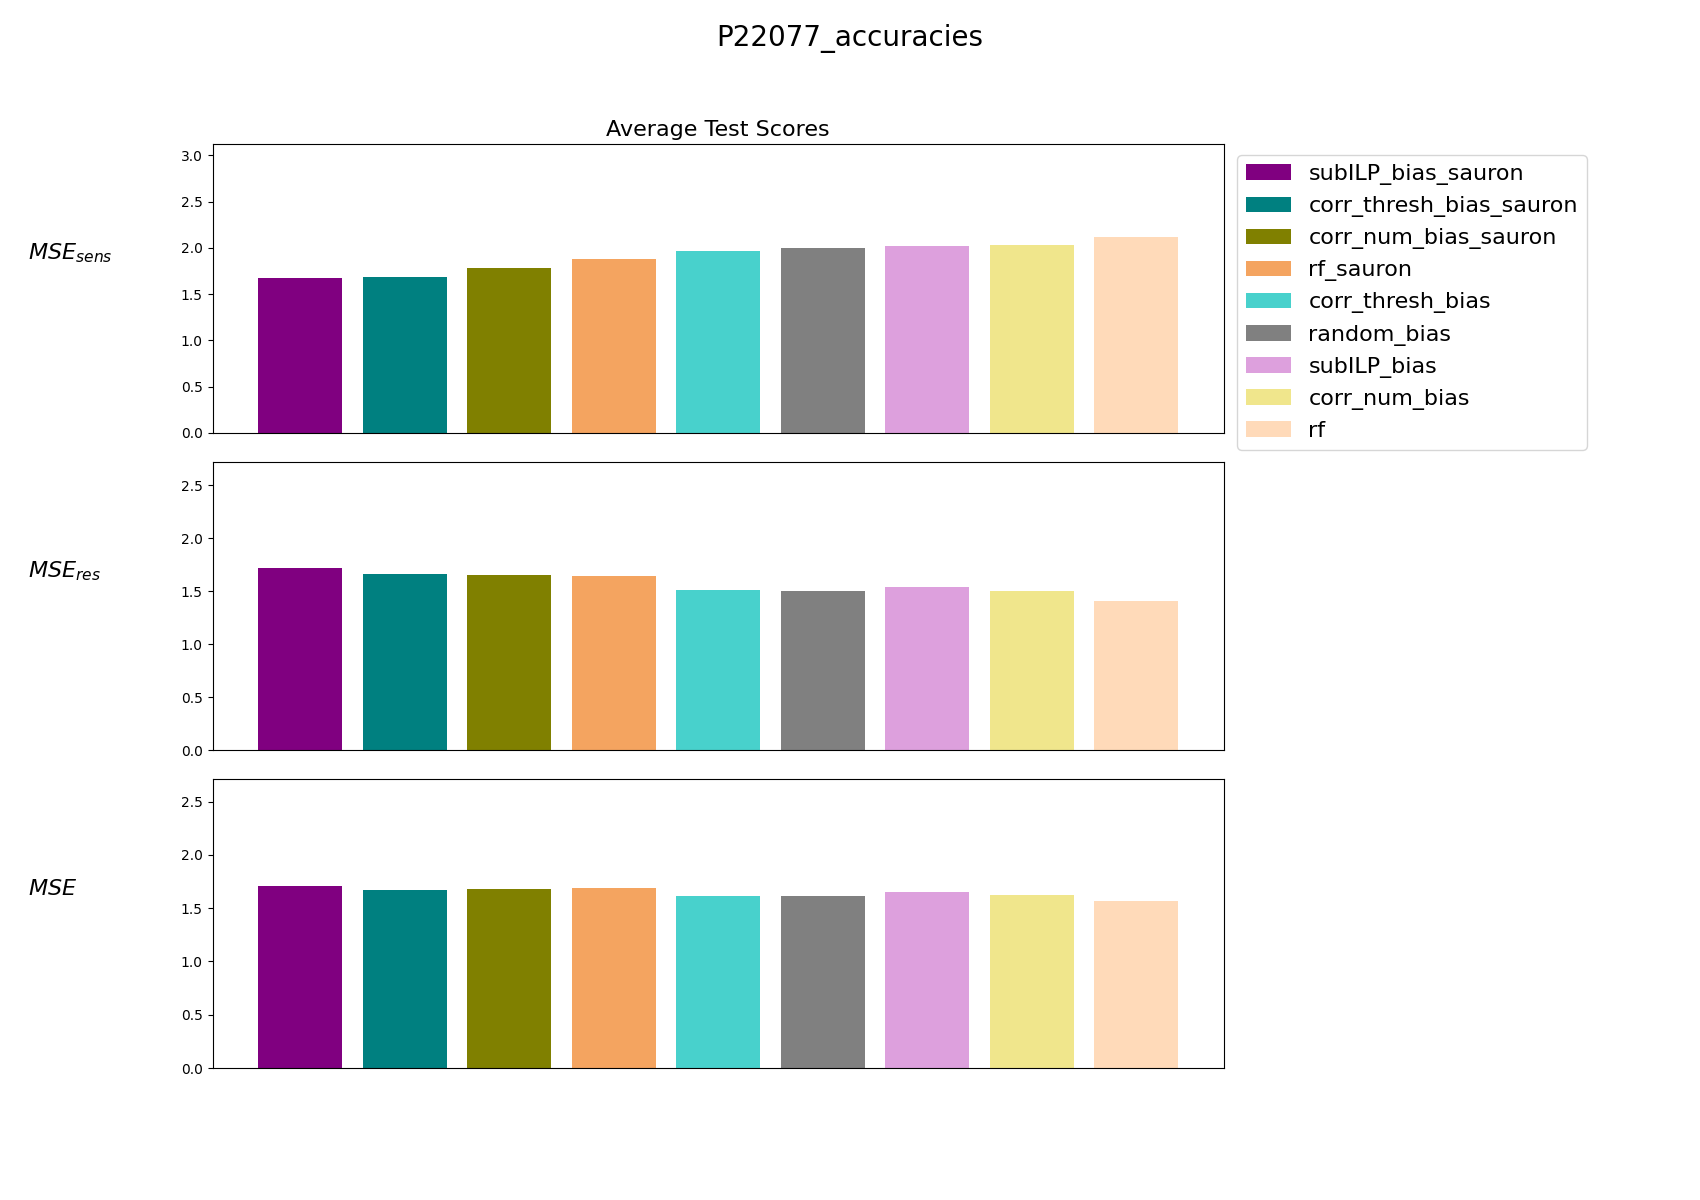 P22077_accuracies
Average Test Scores
MSE_sens
3.0
2.5
2.0
1.5
1.0
0.5
0.0
subILP_bias_sauron
corr_thresh_bias_sauron
corr_num_bias_sauron
rf_sauron
corr_thresh_bias
random_bias
subILP_bias
corr_num_bias
rf
MSE_res
2.5
2.0
1.5
1.0
0.5
0.0
MSE
2.5
2.0
1.5
1.0
0.5
0.0